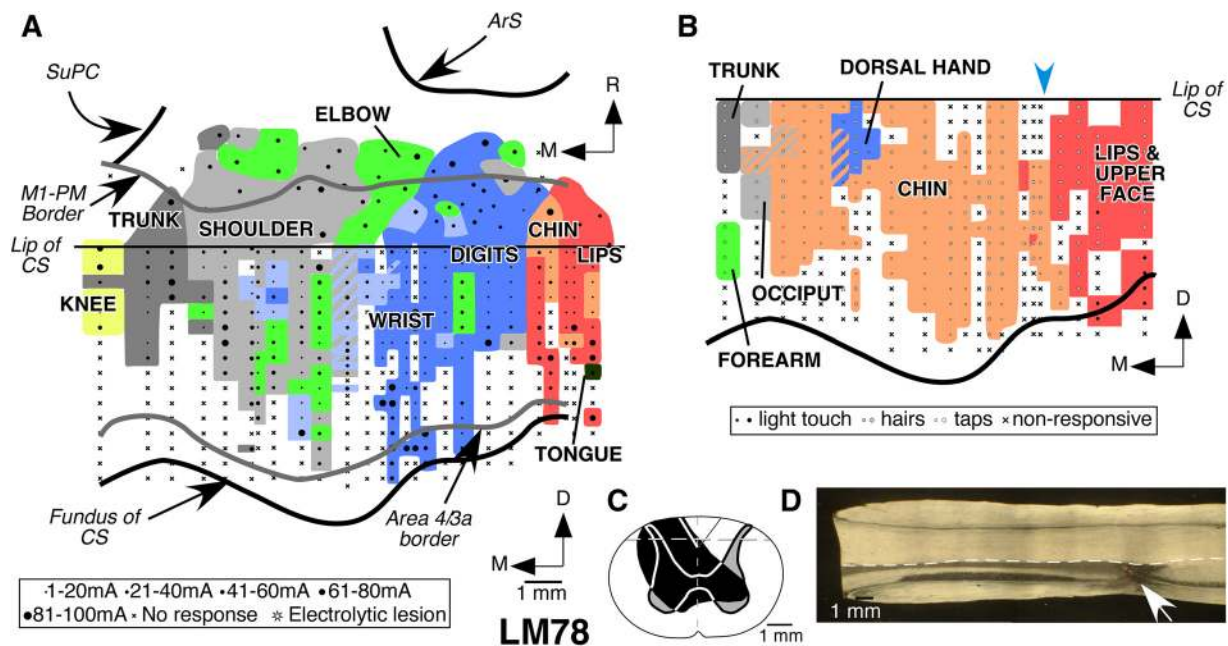 A
ArS
SuPC
ELBOW
R
M
M1-PM
Border
TRUNK
SHOULDER
CHIN
Lip of
CS
DIGITS
LIPS
KNEE
WRIST
TONGUE
Fundus of
CS
Area 4/3a
border
D
M
1 mm
1-20mA 21-40mA 41-60mA 61-80mA
81-100mA No response Electrolytic lesion
LM78
B
TRUNK
DORSAL HAND
Lip of
CS
LIPS &
UPPER
FACE
CHIN
OCCIPUT
FOREARM
D
M
light touch hairs taps non-responsive
C
1 mm
D
1 mm